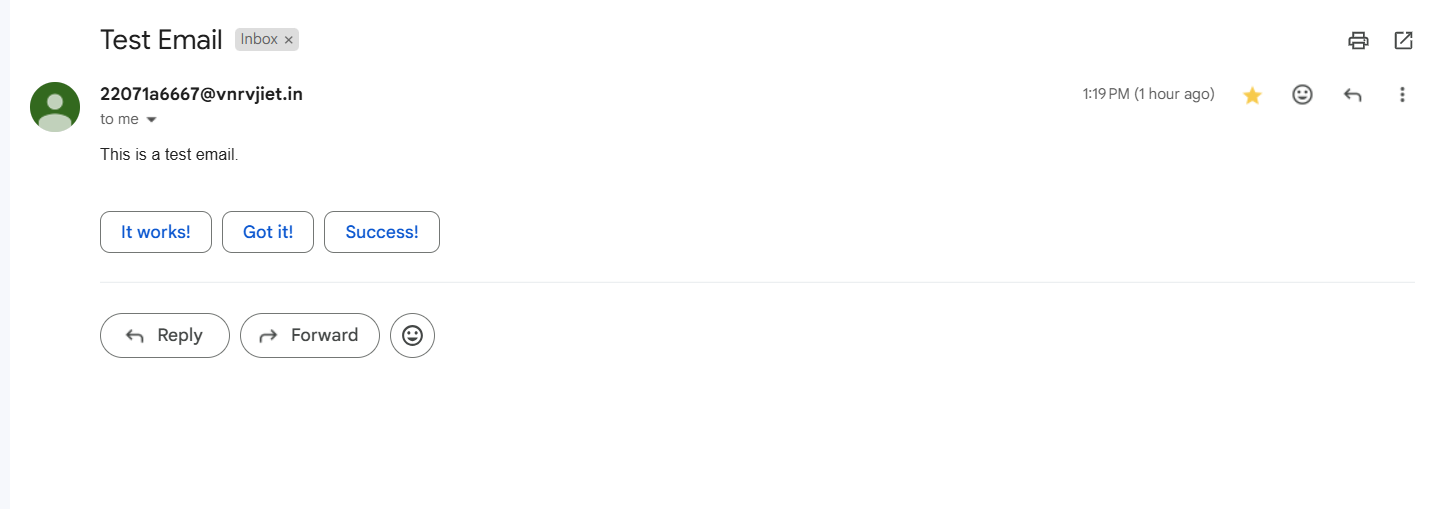 Test Email Inbox ×
22071a6667@vnrvjiet.in 1:19 PM (1 hour ago)
to me
This is a test email.
It works! Got it! Success!
Reply Forward